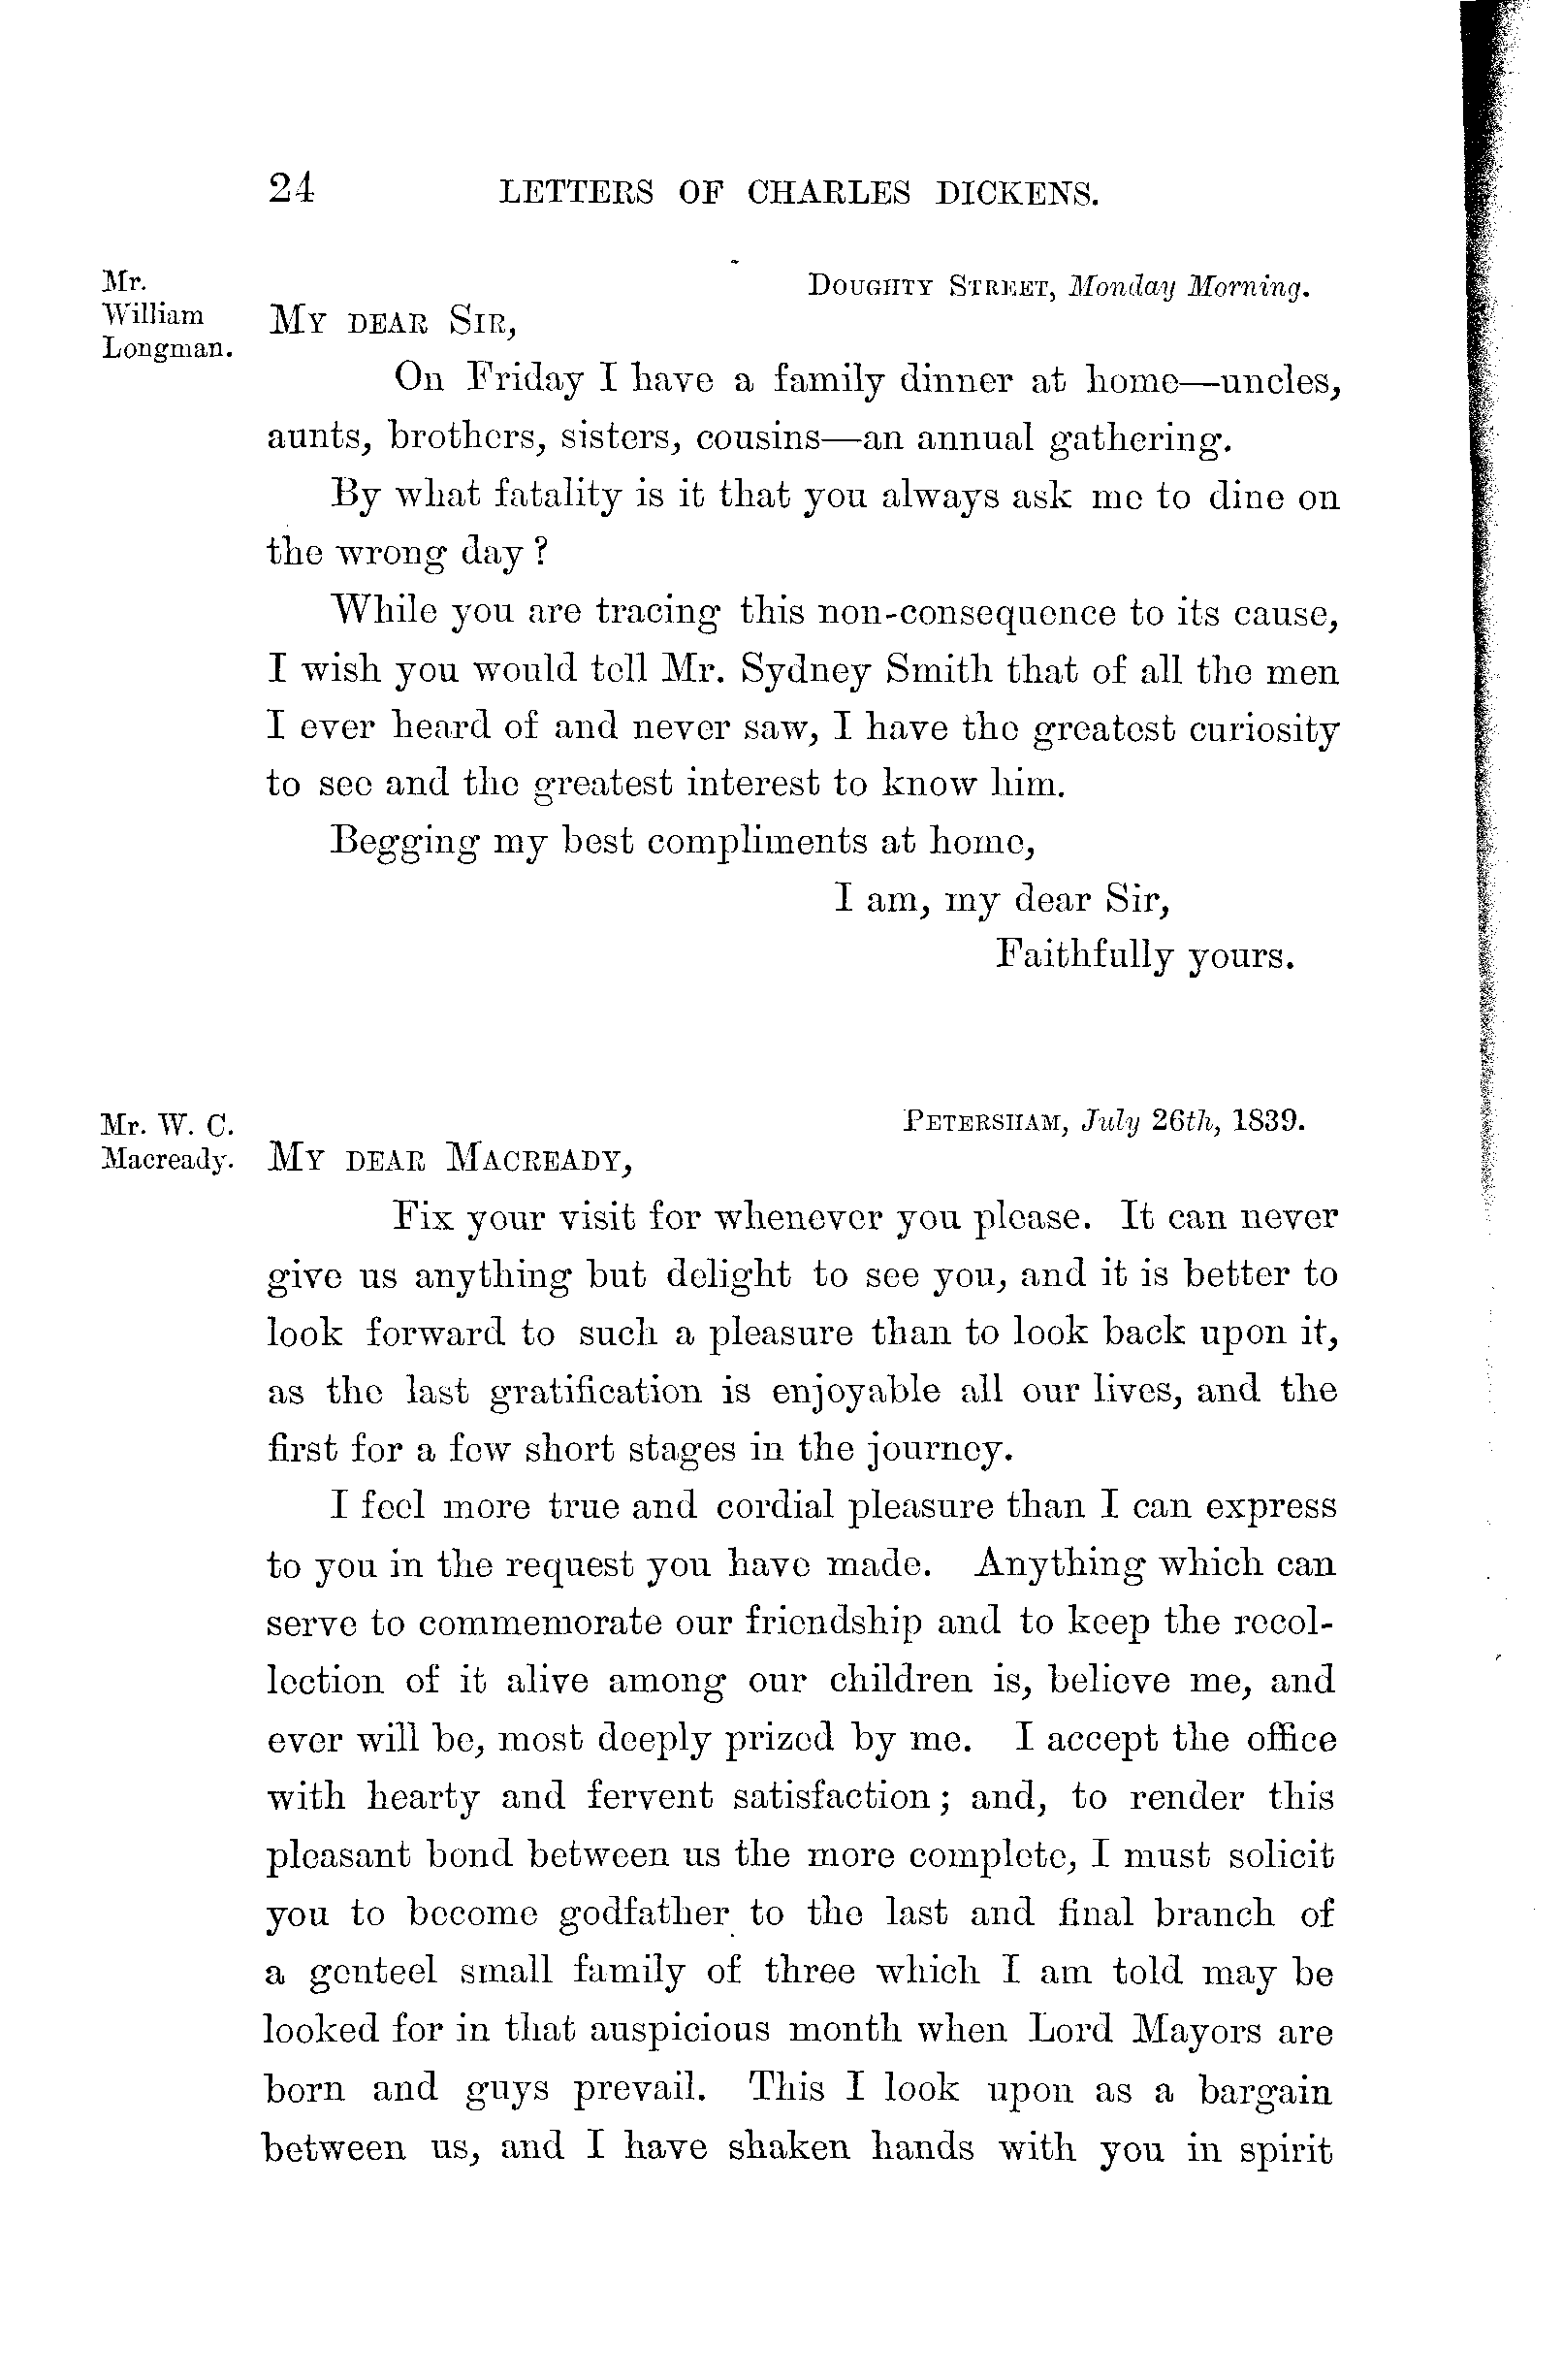 24 LETTERS OF CHARLES DICKENS.
Mr.
William
Longman.
DOUGHTY STREET, Monday Morning.
MY DEAR SIR,
On Friday I have a family dinner at home—uncles,
aunts, brothers, sisters, cousins—an annual gathering.
By what fatality is it that you always ask me to dine on
the wrong day?
While you are tracing this non-consequence to its cause,
I wish you would tell Mr. Sydney Smith that of all the men
I ever heard of and never saw, I have the greatest curiosity
to see and the greatest interest to know him.
Begging my best compliments at home,
I am, my dear Sir,
Faithfully yours.
Mr. W. C.
Macready.
PETERSHAM, July 26th, 1839.
MY DEAR MACREADY,
Fix your visit for whenever you please. It can never
give us anything but delight to see you, and it is better to
look forward to such a pleasure than to look back upon it,
as the last gratification is enjoyable all our lives, and the
first for a few short stages in the journey.
I feel more true and cordial pleasure than I can express
to you in the request you have made. Anything which can
serve to commemorate our friendship and to keep the recol-
lection of it alive among our children is, believe me, and
ever will be, most deeply prized by me. I accept the office
with hearty and fervent satisfaction; and, to render this
pleasant bond between us the more complete, I must solicit
you to become godfather to the last and final branch of
a genteel small family of three which I am told may be
looked for in that auspicious month when Lord Mayors are
born and guys prevail. This I look upon as a bargain
between us, and I have shaken hands with you in spirit